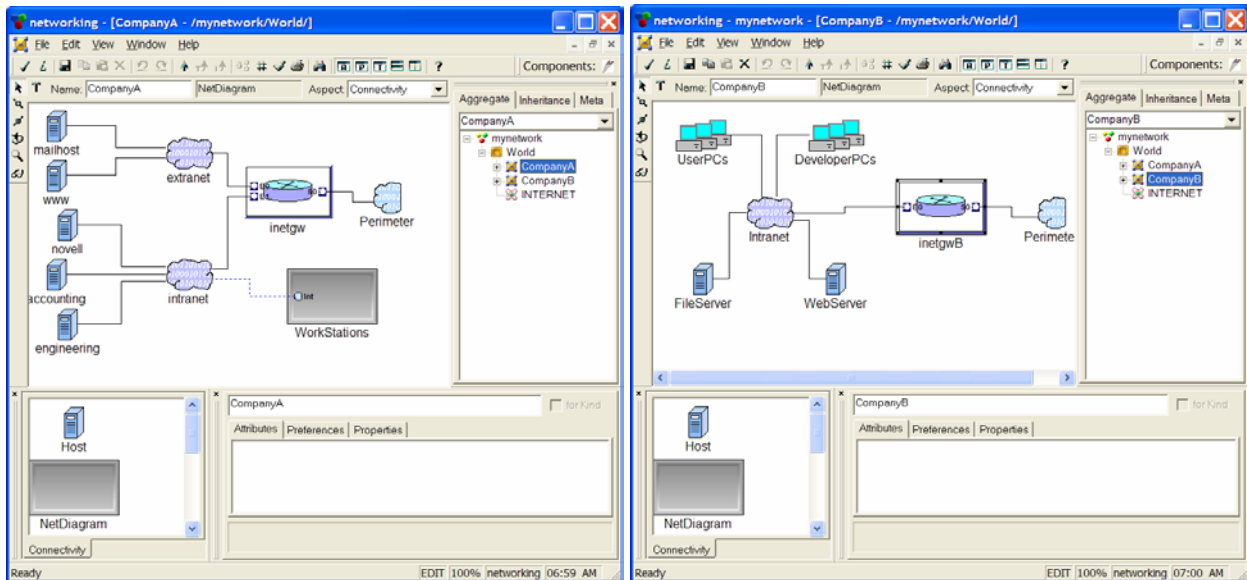 networking - [CompanyA - /mynetwork/World/]
File Edit View Window Help
Components:
Name: CompanyA NetDiagram Aspect: Connectivity
mailhost
www
extranet
inetgw
Perimeter
novell
accounting
intranet
Int
WorkStations
engineering
Aggregate Inheritance Meta
CompanyA
mynetwork
World
CompanyA
CompanyB
INTERNET
Host
NetDiagram
Connectivity
CompanyA for Kind
Attributes Preferences Properties
Ready EDIT 100% networking 06:59 AM
networking - mynetwork - [CompanyB - /mynetwork/World/]
File Edit View Window Help
Components:
Name: CompanyB NetDiagram Aspect: Connectivity
UserPCs
DeveloperPCs
Intranet
inetgwB
Perimete
FileServer
WebServer
Aggregate Inheritance Meta
CompanyB
mynetwork
World
CompanyA
CompanyB
INTERNET
Host
NetDiagram
Connectivity
CompanyB for Kind
Attributes Preferences Properties
Ready EDIT 100% networking 07:00 AM